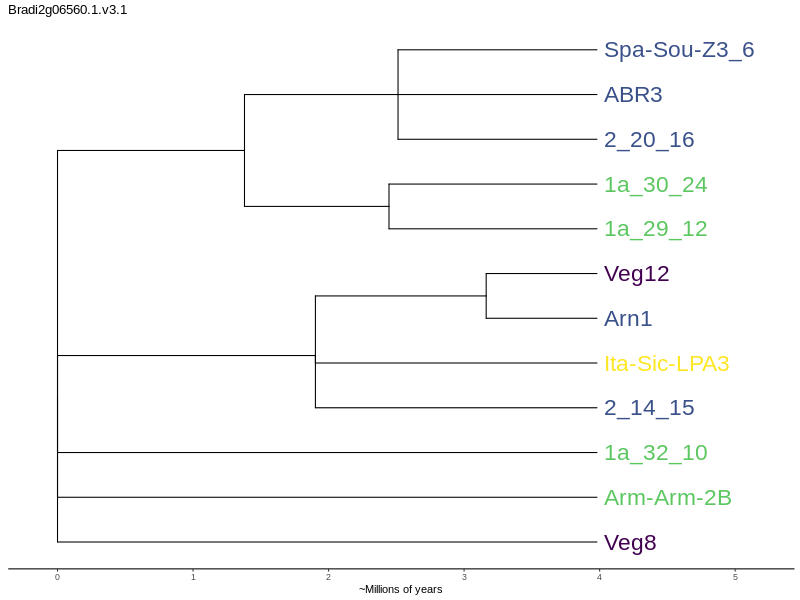 Bradi2g06560.1.v3.1
Spa-Sou-Z3_6
ABR3
2_20_16
1a_30_24
1a_29_12
Veg12
Arn1
Ita-Sic-LPA3
2_14_15
1a_32_10
Arm-Arm-2B
Veg8
0 1 2 3 4 5
~Millions of years